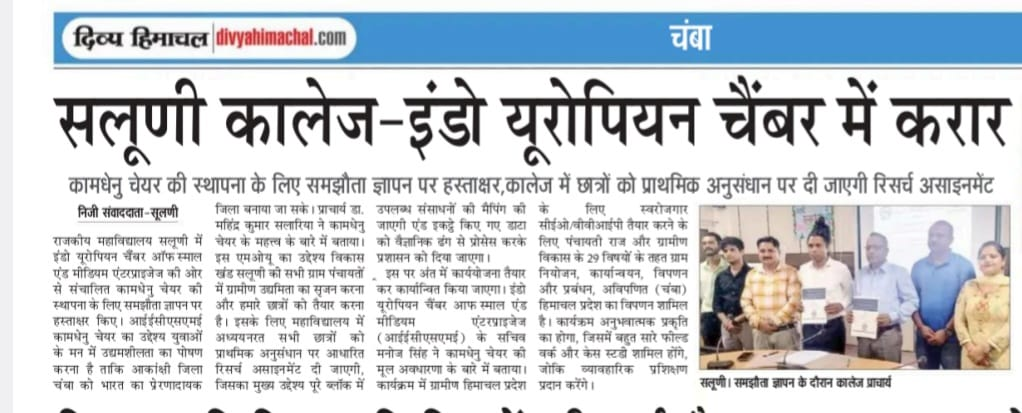 दिव्य हिमाचल divyahimachal.com
चंबा
सलूणी कालेज-इंडो यूरोपियन चैंबर में करार
कामधेनु चेयर की स्थापना के लिए समझौता ज्ञापन पर हस्ताक्षर,कालेज में छात्रों को प्राथमिक अनुसंधान पर दी जाएगी रिसर्च असाइनमेंट
निजी संवाददाता-सूलणी
राजकीय महाविद्यालय सलूणी में
इंडो यूरोपियन चैंबर ऑफ स्माल
एंड मीडियम एंटरप्राइजेज की ओर
से संचालित कामधेनु चेयर की
स्थापना के लिए समझौता ज्ञापन पर
हस्ताक्षर किए। आईईसीएसएमई
कामधेनु चेयर का उद्देश्य युवाओं
के मन में उद्यमशीलता का पोषण
करना है ताकि आकांक्षी जिला
चंबा को भारत का प्रेरणादायक
जिला बनाया जा सके। प्राचार्य डा.
महिंद्र कुमार सलारिया ने कामधेनु
चेयर के महत्त्व के बारे में बताया।
इस एमओयू का उद्देश्य विकास
खंड सलूणी की सभी ग्राम पंचायतों
में ग्रामीण उद्यमिता का सृजन करना
और हमारे छात्रों को तैयार करना
है। इसके लिए महाविद्यालय में
अध्ययनरत सभी छात्रों को
प्राथमिक अनुसंधान पर आधारित
रिसर्च असाइनमेंट दी जाएगी,
जिसका मुख्य उद्देश्य पूरे ब्लॉक में
उपलब्ध संसाधनों की मैपिंग की
जाएगी एंड इकट्ठे किए गए डाटा
को वैज्ञानिक ढंग से प्रोसेस करके
प्रशासन को दिया जाएगा।
इस पर अंत में कार्ययोजना तैयार
कर कार्यान्वित किया जाएगा। इंडो
यूरोपियन चैंबर आफ स्माल एंड
मीडियम एंटरप्राइजेज
(आईईसीएसएमई) के सचिव
मनोज सिंह ने कामधेनु चेयर की
मूल अवधारणा के बारे में बताया।
कार्यक्रम में ग्रामीण हिमाचल प्रदेश
के लिए स्वरोजगार
सीईओ/वीवीआईपी तैयार करने के
लिए पंचायती राज और ग्रामीण
विकास के 29 विषयों के तहत ग्राम
नियोजन, कार्यान्वयन, विपणन
और प्रबंधन, अविपणित (चंबा)
हिमाचल प्रदेश का विपणन शामिल
है। कार्यक्रम अनुभवात्मक प्रकृति
का होगा, जिसमें बहुत सारे फील्ड
वर्क और केस स्टडी शामिल होंगे,
जोकि व्यावहारिक प्रशिक्षण
प्रदान करेंगे।
सलूणी। समझौता ज्ञापन के दौरान कालेज प्राचार्य